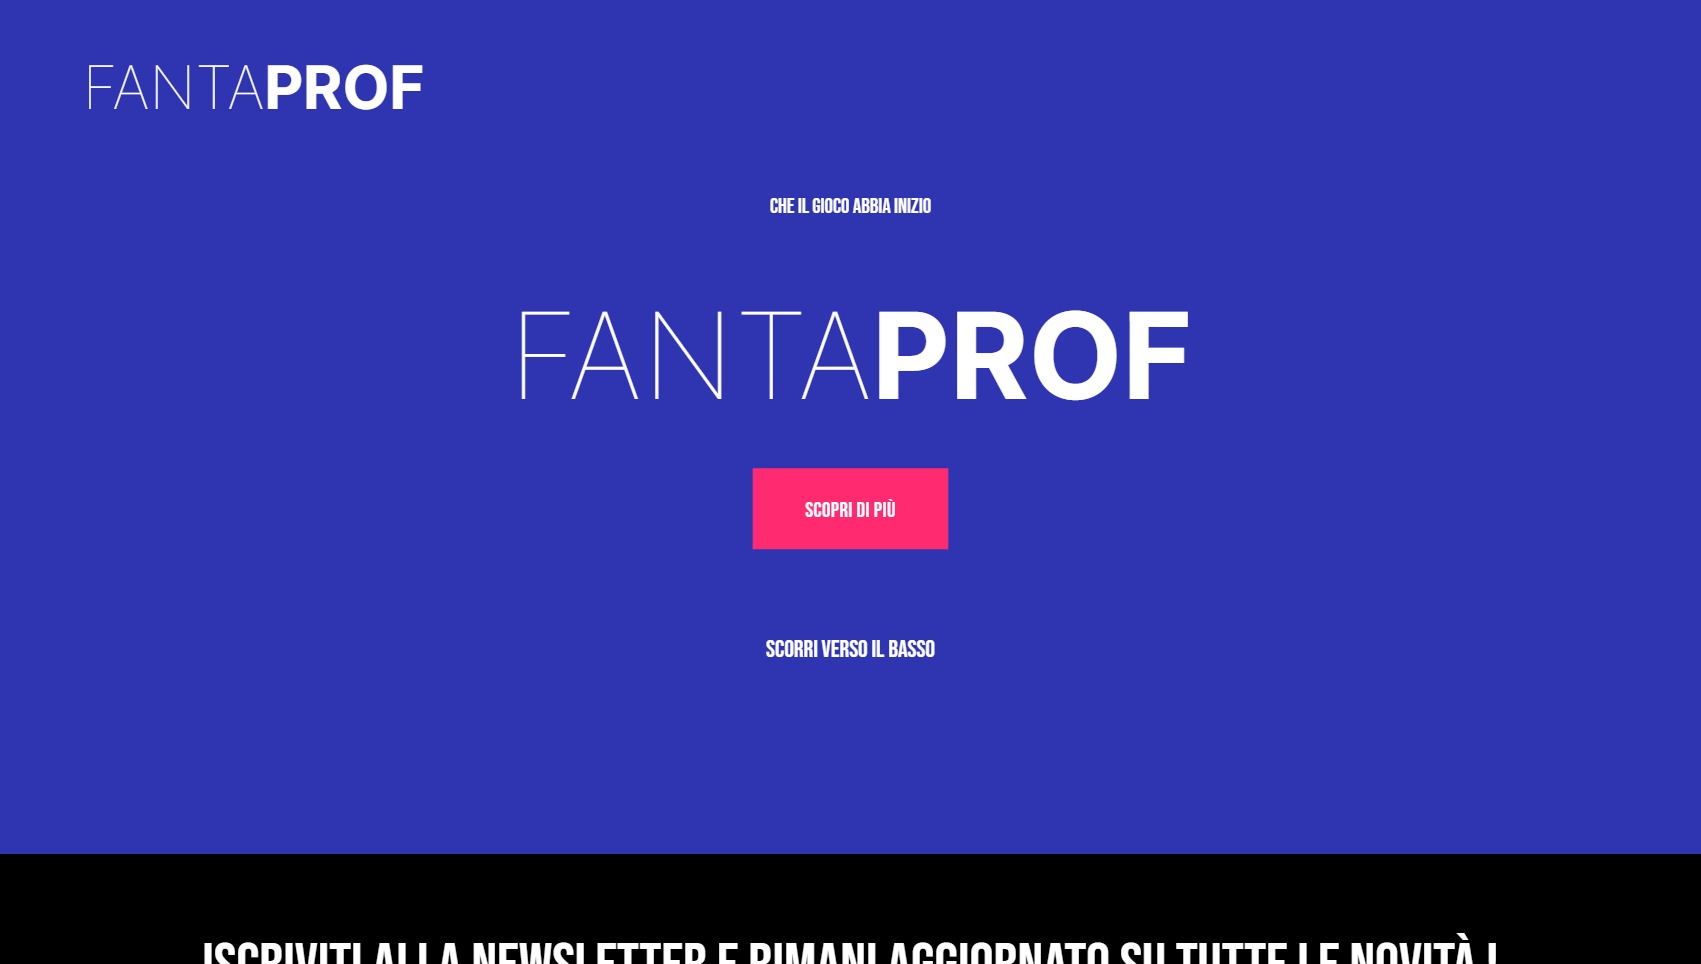 FANTAPROF
CHE IL GIOCO ABBIA INIZIO
FANTAPROF
SCOPRI DI PIÙ
SCORRI VERSO IL BASSO
ISCRIVITI ALLA NEWSLETTER E RIMANI AGGIORNATO SU TUTTE LE NOVITÀ !